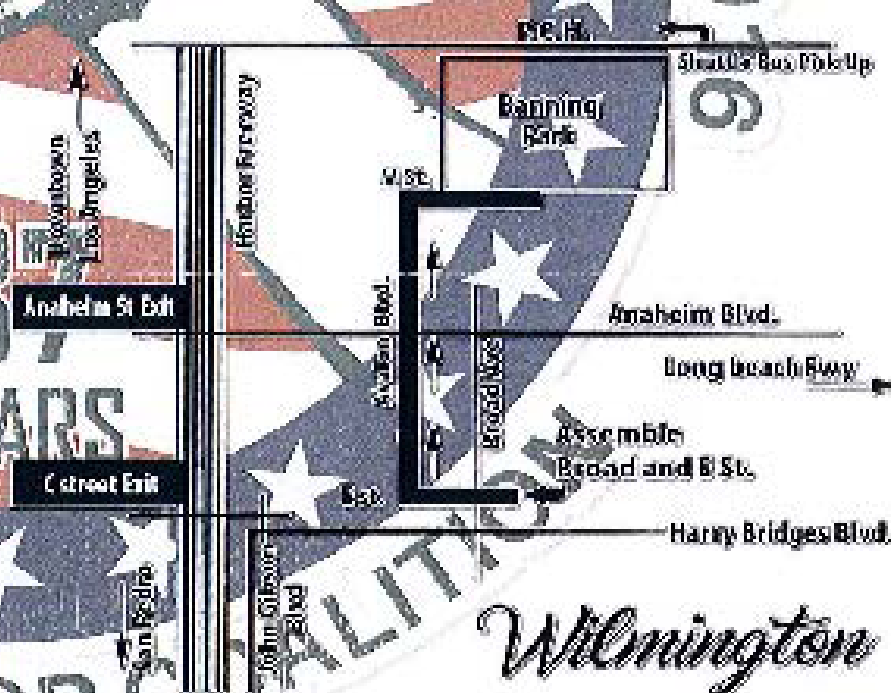 P.C.H.
Shuttle Bus Pick Up
Banning
Park
M St.
Downtown
Los Angeles
Harbor Freeway
Anaheim St Exit
Avalon Blvd.
Broad Ave
Anaheim Blvd.
Long beach Fwy
ARS
Assemble
Broad and E St.
C street Exit
E st.
Harry Bridges Blvd.
San Pedro
John Gibson
Blvd
ALITION
Wilmington